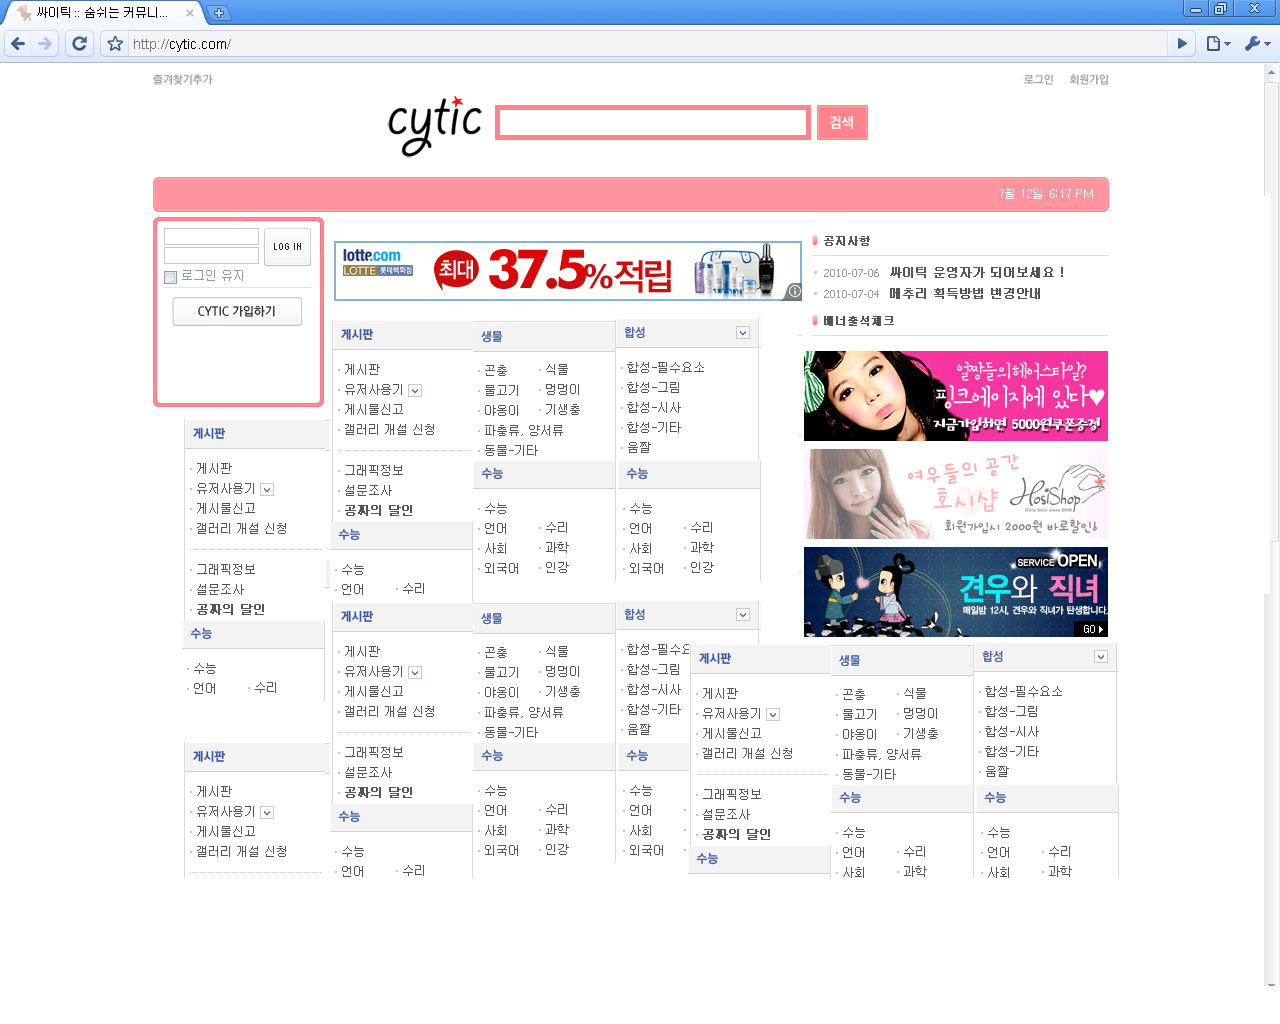 싸이틱 :: 숨쉬는 커뮤니...
http://cytic.com/
즐겨찾기추가
로그인 회원가입
cytic 검색
7월 12일 6:17 PM
LOG IN
로그인 유지
CYTIC 가입하기
lotte.com
LOTTE 롯데백화점
최대 37.5%적립
공지사항
2010-07-06 싸이틱 운영자가 되어보세요 !
2010-07-04 메추리 획득방법 변경안내
배너출석체크
얼짱들의헤어스타일?
핑크에이지에 있다♥
지금가입하면 5000원쿠폰증정
여우들의 공간
호시샵
HosiShop
Girls holic since 2008
회원가입시 2000원 바로할인!
SERVICE OPEN
견우와 직녀
매일밤 12시, 견우와 직녀가 탄생합니다.
GO
게시판
게시판
유저사용기
게시물신고
갤러리 개설 신청
그래픽정보
설문조사
공짜의 달인
수능
수능
언어 수리
생물
곤충 식물
물고기 멍멍이
야옹이 기생충
파충류, 양서류
동물-기타
수능
수능
언어 수리
사회 과학
외국어 인강
합성
합성-필수요소
합성-그림
합성-시사
합성-기타
움짤
수능
수능
언어 수리
사회 과학
외국어 인강
게시판
게시판
유저사용기
게시물신고
갤러리 개설 신청
그래픽정보
설문조사
공짜의 달인
수능
수능
언어 수리
게시판
게시판
유저사용기
게시물신고
갤러리 개설 신청
그래픽정보
설문조사
공짜의 달인
수능
수능
언어 수리
생물
곤충 식물
물고기 멍멍이
야옹이 기생충
파충류, 양서류
동물-기타
수능
수능
언어 수리
사회 과학
외국어 인강
합성
합성-필수요
합성-그림
합성-시사
합성-기타
움짤
수능
수능
언어
사회
외국어
게시판
게시판
유저사용기
게시물신고
갤러리 개설 신청
그래픽정보
설문조사
공짜의 달인
수능
생물
곤충 식물
물고기 멍멍이
야옹이 기생충
파충류, 양서류
동물-기타
수능
수능
언어 수리
사회 과학
합성
합성-필수요소
합성-그림
합성-시사
합성-기타
움짤
수능
수능
언어 수리
사회 과학
게시판
게시판
유저사용기
게시물신고
갤러리 개설 신청